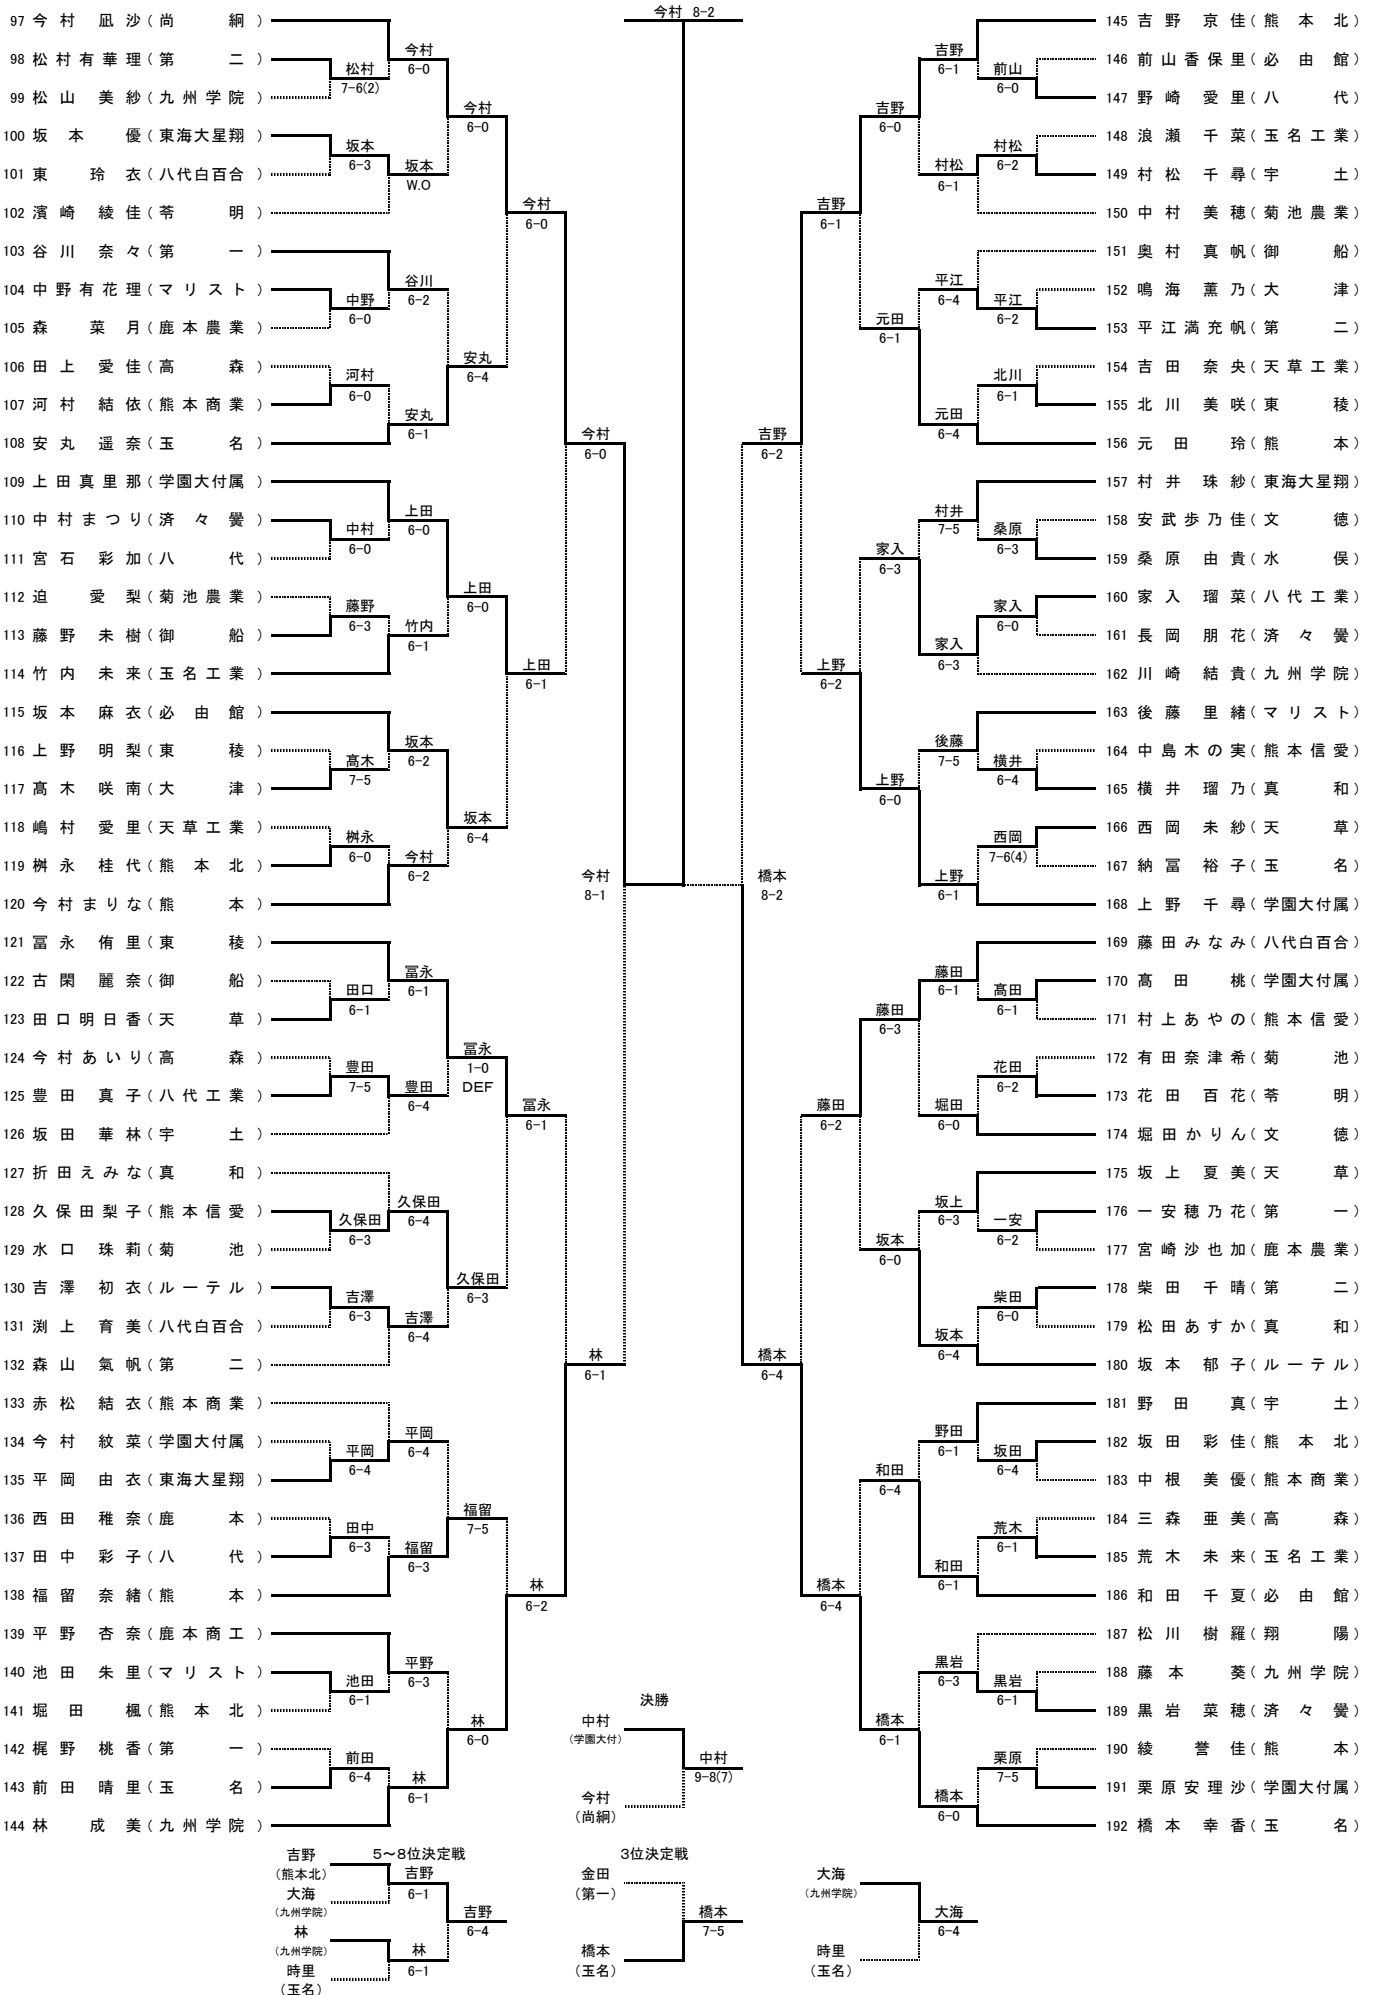 今村 8-2
97 今村 凪沙 (尚 絅)
98 松村有華理 (第 二)
99 松山 美紗 (九州学院)
100 坂本 優 (東海大星翔)
101 東 玲衣 (八代白百合)
102 濱崎綾佳 (苓 明)
103 谷川奈々 (第 一)
104 中野有花理 (マリスト)
105 森 菜月 (鹿本農業)
106 田上愛佳 (高 森)
107 河村結依 (熊本商業)
108 安丸遥奈 (玉 名)
109 上田真里那 (学園大付属)
110 中村まつり (済々黌)
111 宮石彩加 (八 代)
112 迫 愛梨 (菊池農業)
113 藤野未樹 (御 船)
114 竹内未来 (玉名工業)
115 坂本麻衣 (必由館)
116 上野明梨 (東 稜)
117 髙木咲南 (大 津)
118 嶋村愛里 (天草工業)
119 桝永桂代 (熊本北)
120 今村まりな (熊 本)
121 冨永侑里 (東 稜)
122 古閑麗奈 (御 船)
123 田口明日香 (天 草)
124 今村あいり (高 森)
125 豊田真子 (八代工業)
126 坂田華林 (宇 土)
127 折田えみな (真 和)
128 久保田梨子 (熊本信愛)
129 水口珠莉 (菊 池)
130 吉澤初衣 (ルーテル)
131 渕上育美 (八代白百合)
132 森山氣帆 (第 二)
133 赤松結衣 (熊本商業)
134 今村紋菜 (学園大付属)
135 平岡由衣 (東海大星翔)
136 西田稚奈 (鹿 本)
137 田中彩子 (八 代)
138 福留奈緒 (熊 本)
139 平野杏奈 (鹿本商工)
140 池田朱里 (マリスト)
141 堀田 楓 (熊本北)
142 梶野桃香 (第 一)
143 前田晴里 (玉 名)
144 林 成美 (九州学院)
松村
7-6(2)
坂本
6-3
中野
6-0
河村
6-0
中村
6-0
藤野
6-3
髙木
7-5
桝永
6-0
田口
6-1
豊田
7-5
久保田
6-3
吉澤
6-3
平岡
6-4
田中
6-3
池田
6-1
前田
6-4
今村
6-0
坂本
W.O
谷川
6-2
安丸
6-1
上田
6-0
竹内
6-1
坂本
6-2
今村
6-2
冨永
6-1
豊田
6-4
久保田
6-4
吉澤
6-4
平岡
6-4
福留
6-3
平野
6-3
林
6-1
今村
6-0
安丸
6-4
上田
6-0
坂本
6-4
冨永
1-0
DEF
久保田
6-3
福留
7-5
林
6-0
今村
6-0
上田
6-1
冨永
6-1
林
6-2
今村
6-0
林
6-1
今村
8-1
橋本
8-2
吉野
6-2
橋本
6-4
吉野
6-1
上野
6-2
藤田
6-2
橋本
6-4
吉野
6-0
元田
6-1
家入
6-3
上野
6-0
藤田
6-3
坂本
6-0
和田
6-4
橋本
6-1
吉野
6-1
村松
6-1
平江
6-4
元田
6-4
村井
7-5
家入
6-3
後藤
7-5
上野
6-1
藤田
6-1
堀田
6-0
坂上
6-3
坂本
6-4
野田
6-1
和田
6-1
黒岩
6-3
橋本
6-0
前山
6-0
村松
6-2
平江
6-2
北川
6-1
桑原
6-3
家入
6-0
横井
6-4
西岡
7-6(4)
髙田
6-1
花田
6-2
一安
6-2
柴田
6-0
坂田
6-4
荒木
6-1
黒岩
6-1
栗原
7-5
145 吉野京佳 (熊本北)
146 前山香保里 (必由館)
147 野崎愛里 (八 代)
148 浪瀬千菜 (玉名工業)
149 村松千尋 (宇 土)
150 中村美穂 (菊池農業)
151 奥村真帆 (御 船)
152 鳴海薫乃 (大 津)
153 平江満充帆 (第 二)
154 吉田奈央 (天草工業)
155 北川美咲 (東 稜)
156 元田 玲 (熊 本)
157 村井珠紗 (東海大星翔)
158 安武歩乃佳 (文 徳)
159 桑原由貴 (水 俣)
160 家入瑠菜 (八代工業)
161 長岡朋花 (済々黌)
162 川崎結貴 (九州学院)
163 後藤里緒 (マリスト)
164 中島木の実 (熊本信愛)
165 横井瑠乃 (真 和)
166 西岡未紗 (天 草)
167 納冨裕子 (玉 名)
168 上野千尋 (学園大付属)
169 藤田みなみ (八代白百合)
170 髙田 桃 (学園大付属)
171 村上あやの (熊本信愛)
172 有田奈津希 (菊 池)
173 花田百花 (苓 明)
174 堀田かりん (文 徳)
175 坂上夏美 (天 草)
176 一安穂乃花 (第 一)
177 宮崎沙也加 (鹿本農業)
178 柴田千晴 (第 二)
179 松田あすか (真 和)
180 坂本郁子 (ルーテル)
181 野田 真 (宇 土)
182 坂田彩佳 (熊本北)
183 中根美優 (熊本商業)
184 三森亜美 (高 森)
185 荒木未来 (玉名工業)
186 和田千夏 (必由館)
187 松川樹羅 (翔 陽)
188 藤本 葵 (九州学院)
189 黒岩菜穂 (済々黌)
190 綾 誉佳 (熊 本)
191 栗原安理沙 (学園大付属)
192 橋本幸香 (玉 名)
決勝
中村
(学園大付)
中村
9-8(7)
今村
(尚絅)
5～8位決定戦
吉野
(熊本北)
吉野
6-1
大海
(九州学院)
吉野
6-4
林
(九州学院)
林
6-1
時里
(玉名)
3位決定戦
金田
(第一)
橋本
7-5
橋本
(玉名)
大海
(九州学院)
大海
6-4
時里
(玉名)